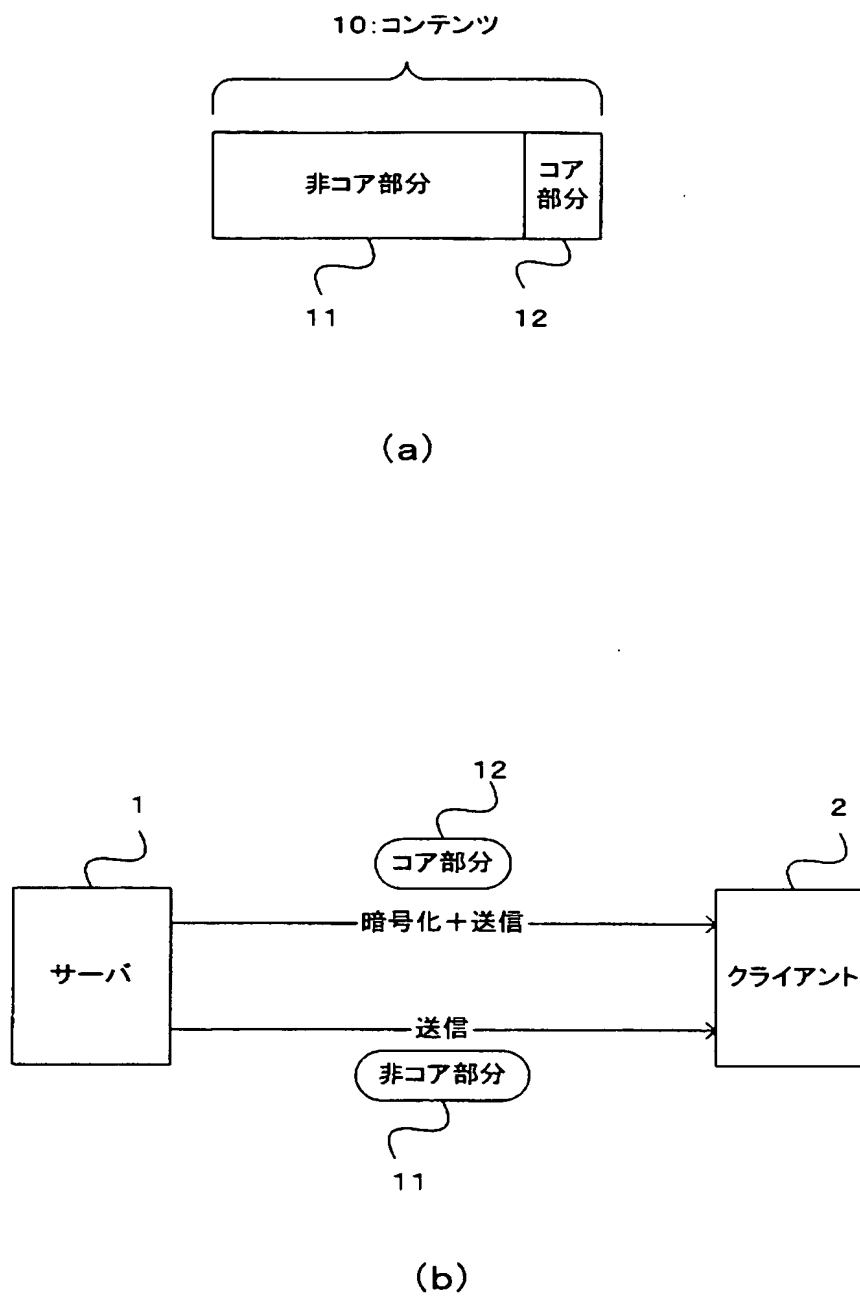 10:コンテンツ
非コア部分
コア
部分
11
12
(a)
12
1
2
コア部分
暗号化+送信
サーバ
クライアント
送信
非コア部分
11
(b)